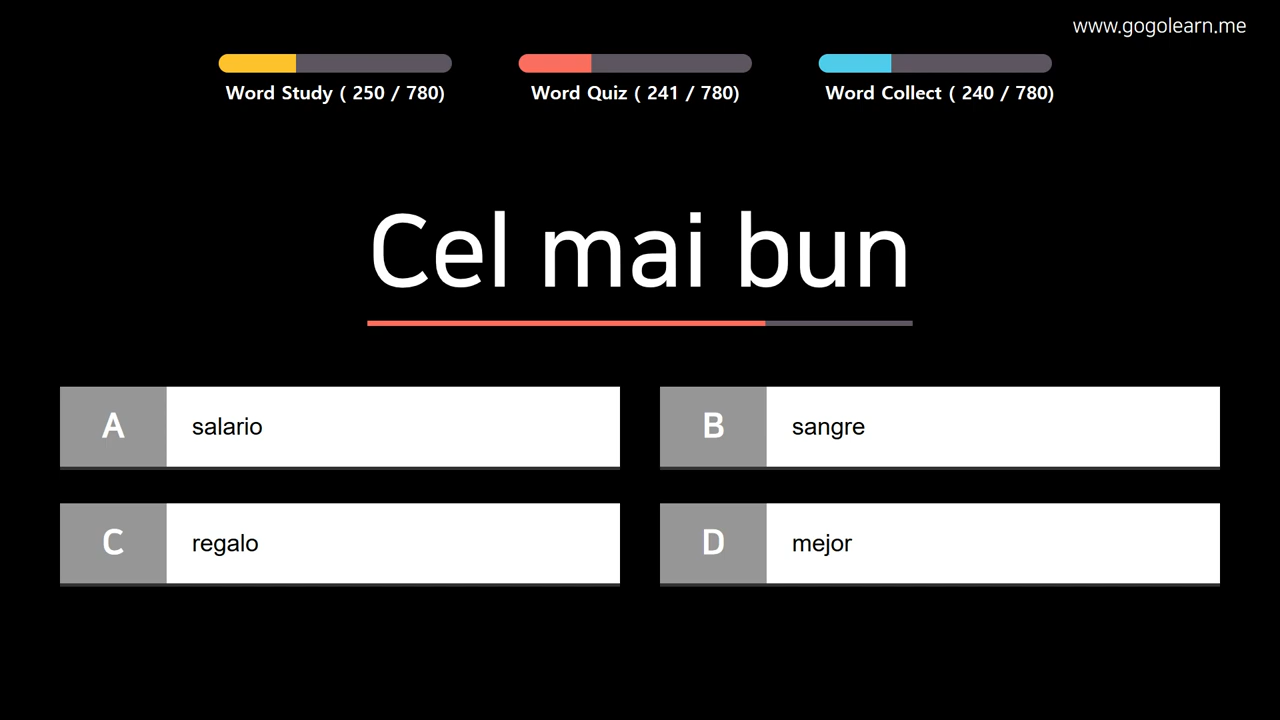 www.gogolearn.me
Word Study ( 250 / 780)
Word Quiz ( 241 / 780)
Word Collect ( 240 / 780)
Cel mai bun
A salario
B sangre
C regalo
D mejor